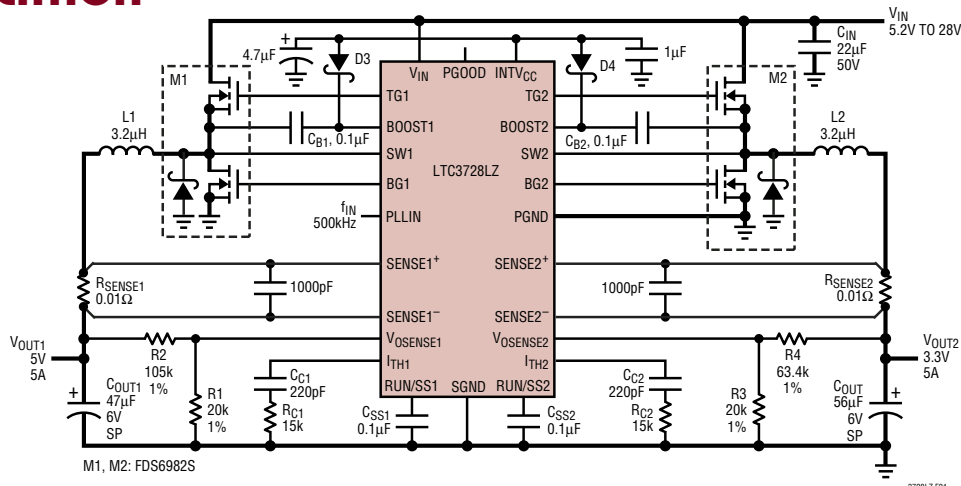 VIN
5.2V TO 28V
CIN
22µF
50V
4.7µF
D3
D4
1µF
M1
M2
VIN
PGOOD
INTVCC
TG1
TG2
BOOST1
BOOST2
CB1, 0.1µF
CB2, 0.1µF
L1
3.2µH
L2
3.2µH
SW1
SW2
LTC3728LZ
BG1
BG2
fIN
500kHz
PLLIN
PGND
SENSE1+
SENSE2+
RSENSE1
0.01Ω
1000pF
1000pF
RSENSE2
0.01Ω
SENSE1–
SENSE2–
VOSENSE1
VOSENSE2
VOUT1
5V
5A
R2
105k
1%
R4
63.4k
1%
VOUT2
3.3V
5A
ITH1
ITH2
COUT1
47µF
6V
SP
R1
20k
1%
CC1
220pF
RC1
15k
RUN/SS1
SGND
RUN/SS2
CSS1
0.1µF
CSS2
0.1µF
CC2
220pF
RC2
15k
R3
20k
1%
COUT
56µF
6V
SP
M1, M2: FDS6982S